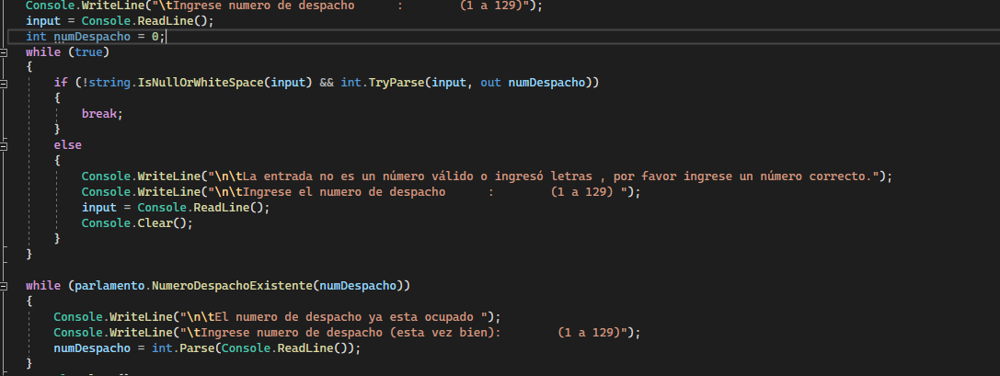 Console.WriteLine("\tIngrese numero de despacho      :        (1 a 129)");
input = Console.ReadLine();
int numDespacho = 0;
while (true)
{
if (!string.IsNullOrWhiteSpace(input) && int.TryParse(input, out numDespacho))
{
break;
}
else
{
Console.WriteLine("\n\tLa entrada no es un número válido o ingresó letras , por favor ingrese un número correcto.");
Console.WriteLine("\n\tIngrese el numero de despacho      :        (1 a 129) ");
input = Console.ReadLine();
Console.Clear();
}
}
while (parlamento.NumeroDespachoExistente(numDespacho))
{
Console.WriteLine("\n\tEl numero de despacho ya esta ocupado ");
Console.WriteLine("\tIngrese numero de despacho (esta vez bien):        (1 a 129)");
numDespacho = int.Parse(Console.ReadLine());
}